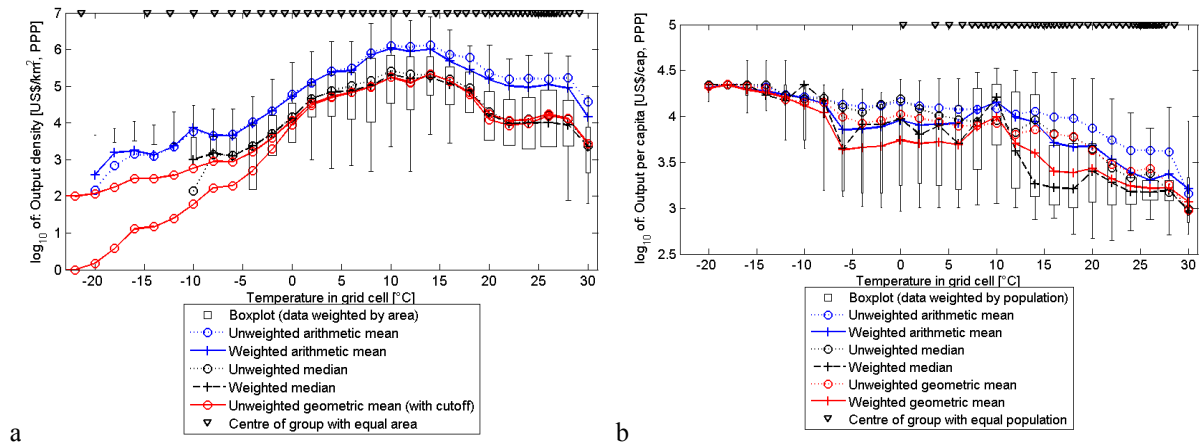 7
6
5
4
3
2
1
0
log10 of: Output density [US$/km2, PPP]
-20 -15 -10 -5 0 5 10 15 20 25 30
Temperature in grid cell [°C]
Boxplot (data weighted by area)
Unweighted arithmetic mean
Weighted arithmetic mean
Unweighted median
Weighted median
Unweighted geometric mean (with cutoff)
Centre of group with equal area
a
5
4.5
4
3.5
3
2.5
log10 of: Output per capita [US$/cap, PPP]
-20 -15 -10 -5 0 5 10 15 20 25 30
Temperature in grid cell [°C]
Boxplot (data weighted by population)
Unweighted arithmetic mean
Weighted arithmetic mean
Unweighted median
Weighted median
Unweighted geometric mean
Weighted geometric mean
Centre of group with equal population
b